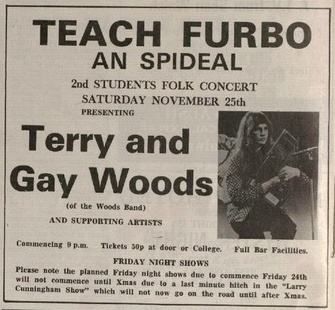 TEACH FURBO
AN SPIDEAL
2nd STUDENTS FOLK CONCERT
SATURDAY NOVEMBER 25th
PRESENTING
Terry and
Gay Woods
(of the Woods Band)
AND SUPPORTING ARTISTS
Commencing 9 p.m. Tickets 50p at door or College. Full Bar Facilities.
FRIDAY NIGHT SHOWS
Please note the planned Friday night shows due to commence Friday 24th
will not commence until Xmas due to a last minute hitch in the "Larry
Cunningham Show" which will not now go on the road until after Xmas.